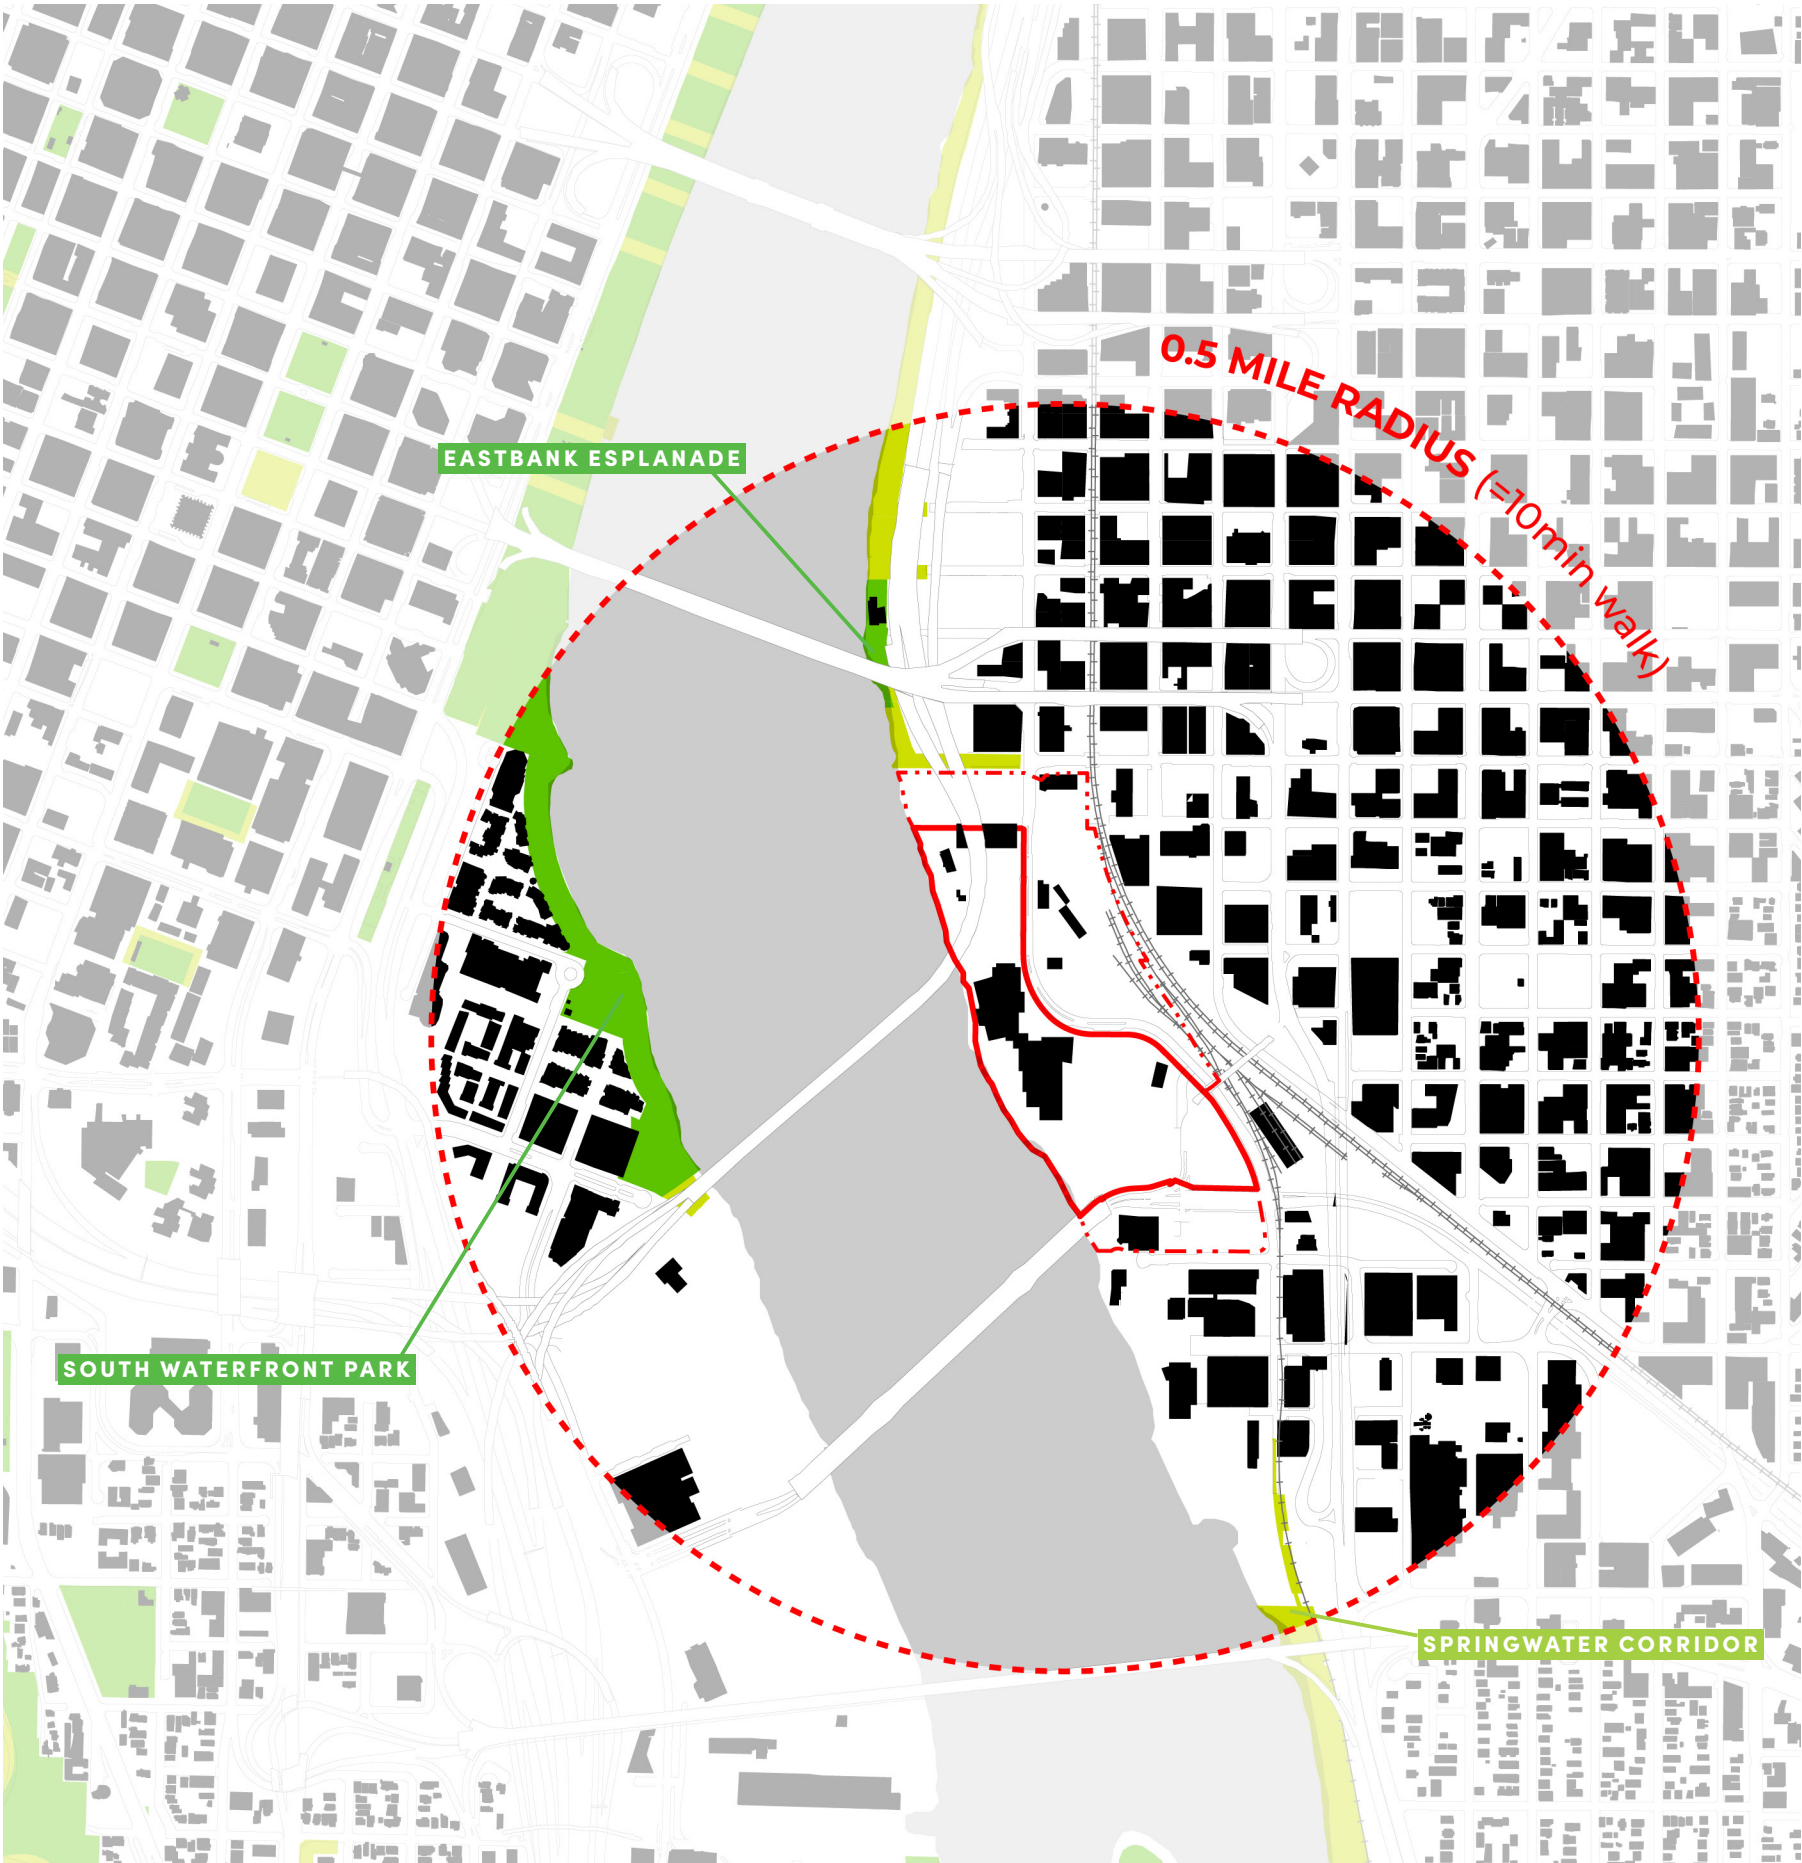 0.5 MILE RADIUS (=10min walk)
EASTBANK ESPLANADE
SOUTH WATERFRONT PARK
SPRINGWATER CORRIDOR